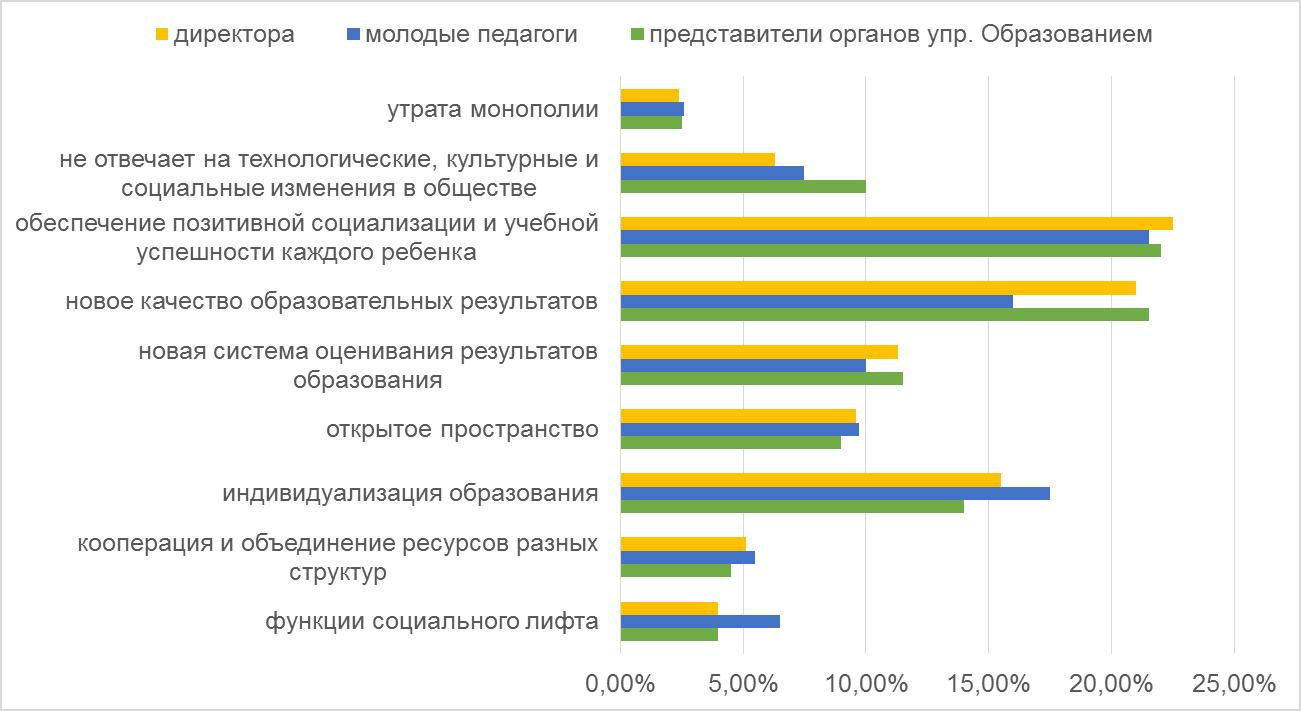 директора молодые педагоги представители органов упр. Образованием
утрата монополии
не отвечает на технологические, культурные и
социальные изменения в обществе
обеспечение позитивной социализации и учебной
успешности каждого ребенка
новое качество образовательных результатов
новая система оценивания результатов
образования
открытое пространство
индивидуализация образования
кооперация и объединение ресурсов разных
структур
функции социального лифта
0,00% 5,00% 10,00% 15,00% 20,00% 25,00%